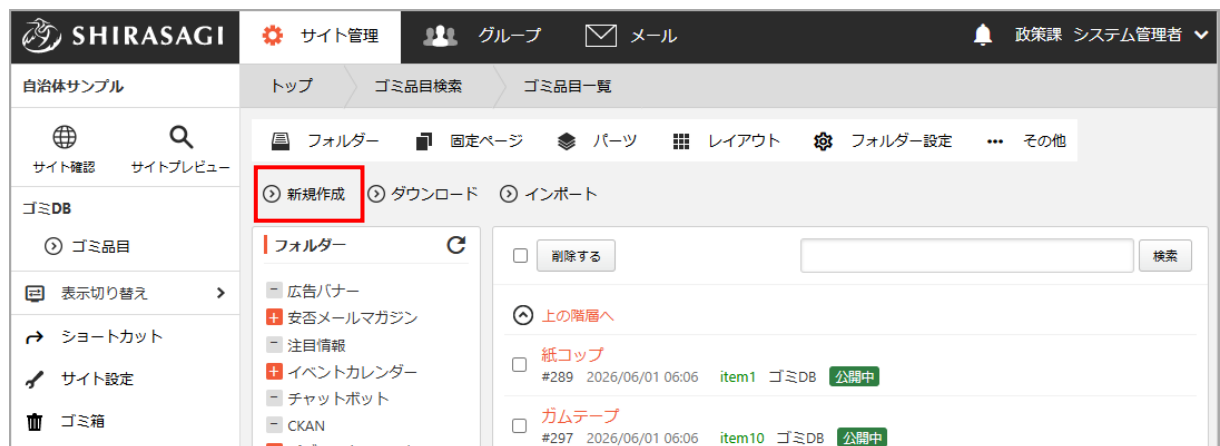 SHIRASAGI サイト管理 グループ メール 政策課 システム管理者
自治体サンプル トップ ゴミ品目検索 ゴミ品目一覧
サイト確認 サイトプレビュー
フォルダー 固定ページ パーツ レイアウト フォルダー設定 ••• その他
新規作成 ダウンロード インポート
ゴミDB
ゴミ品目
表示切り替え
ショートカット
サイト設定
ゴミ箱
フォルダー
広告バナー
安否メールマガジン
注目情報
イベントカレンダー
チャットボット
CKAN
削除する 検索
上の階層へ
紙コップ
#289 2026/06/01 06:06 item1 ゴミDB 公開中
ガムテープ
#297 2026/06/01 06:06 item10 ゴミDB 公開中